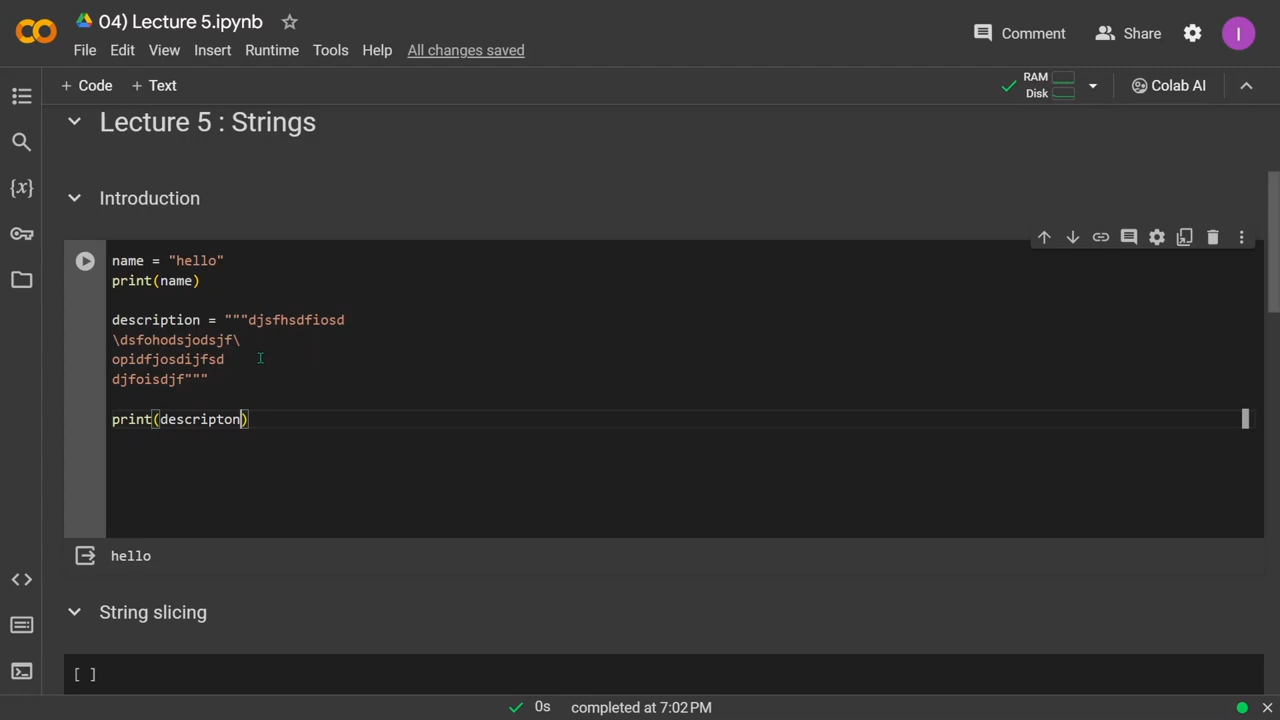 04) Lecture 5.ipynb
File Edit View Insert Runtime Tools Help All changes saved
Comment Share I
+ Code + Text
RAM
Disk
Colab AI
Lecture 5 : Strings
Introduction
{x}
name = "hello"
print(name)
description = """djsfhsdfiosd
\dsfohodsjodsjf\
opidfjosdijfsd
djfoisdjf"""
print(descripton)
hello
String slicing
[ ]
0s completed at 7:02 PM